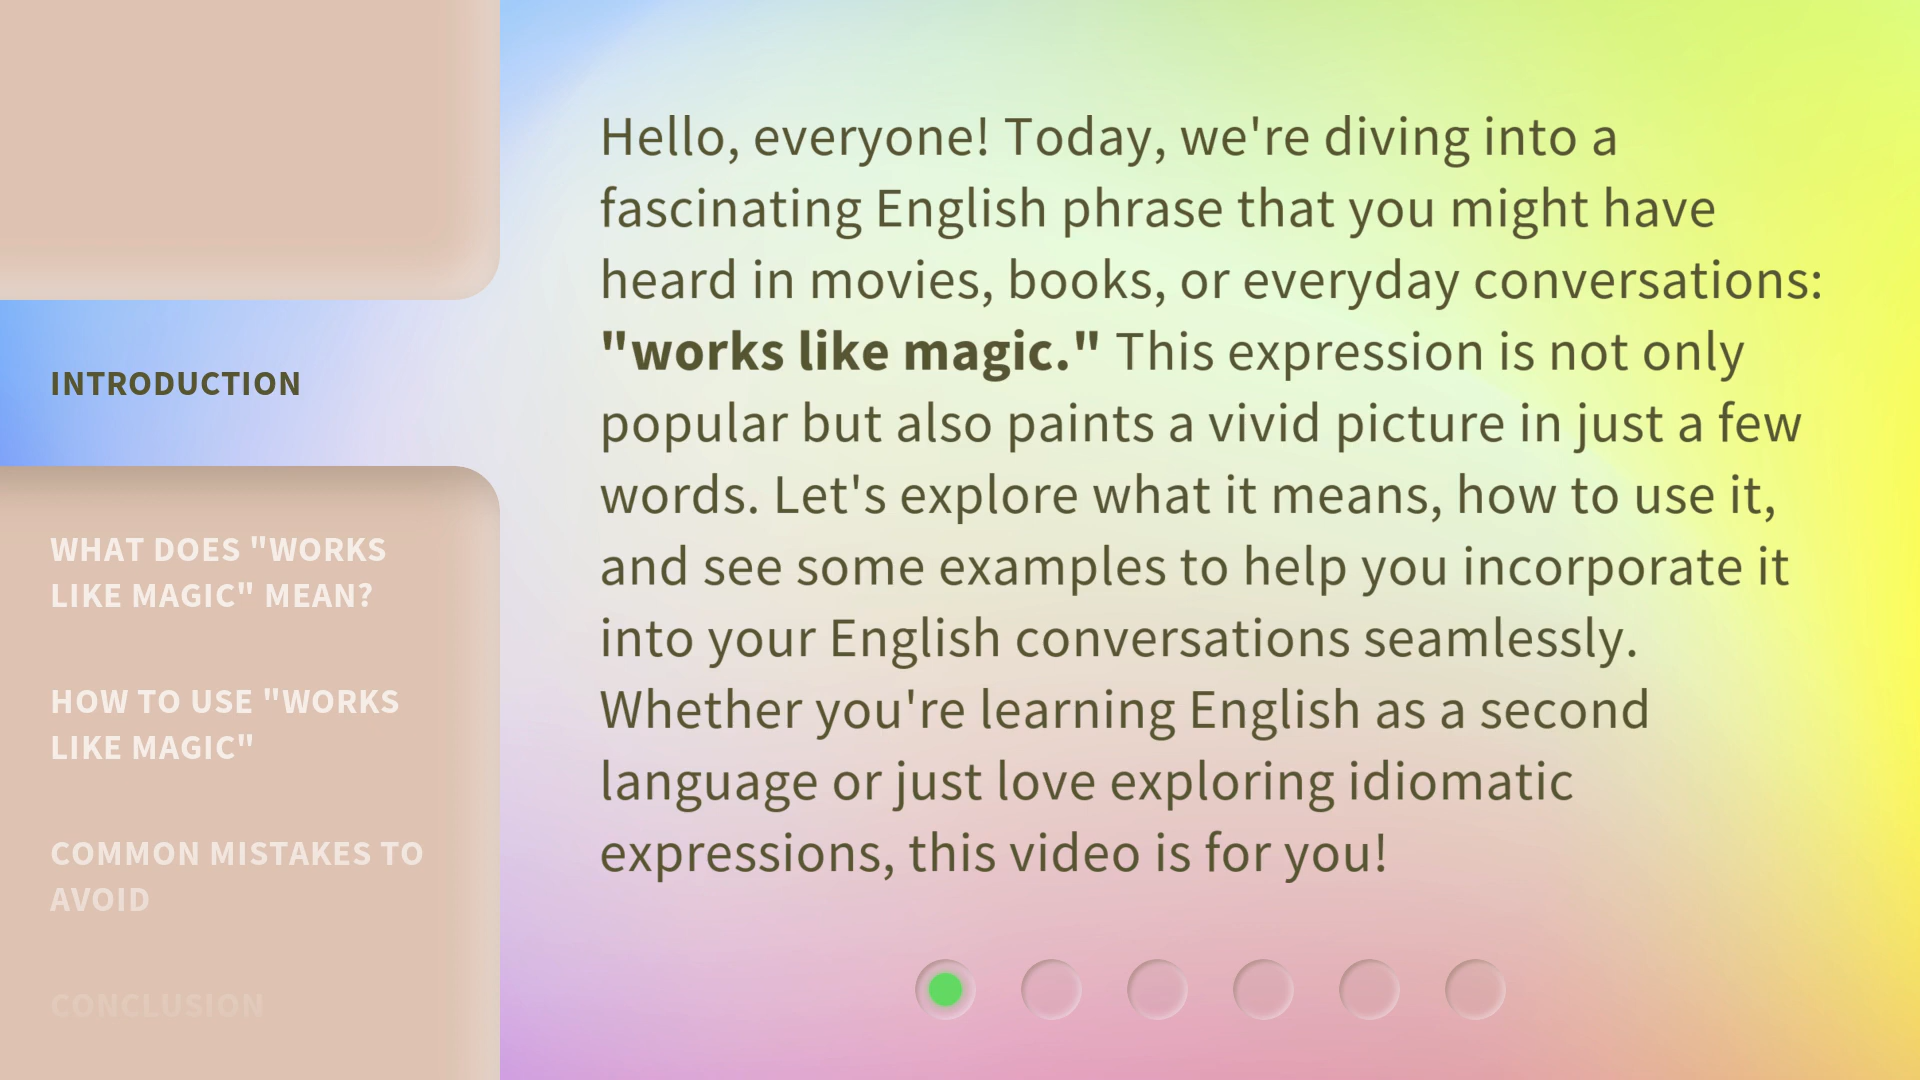 INTRODUCTION
WHAT DOES "WORKS
LIKE MAGIC" MEAN?
HOW TO USE "WORKS
LIKE MAGIC"
COMMON MISTAKES TO
AVOID
CONCLUSION
Hello, everyone! Today, we're diving into a
fascinating English phrase that you might have
heard in movies, books, or everyday conversations:
"works like magic." This expression is not only
popular but also paints a vivid picture in just a few
words. Let's explore what it means, how to use it,
and see some examples to help you incorporate it
into your English conversations seamlessly.
Whether you're learning English as a second
language or just love exploring idiomatic
expressions, this video is for you!